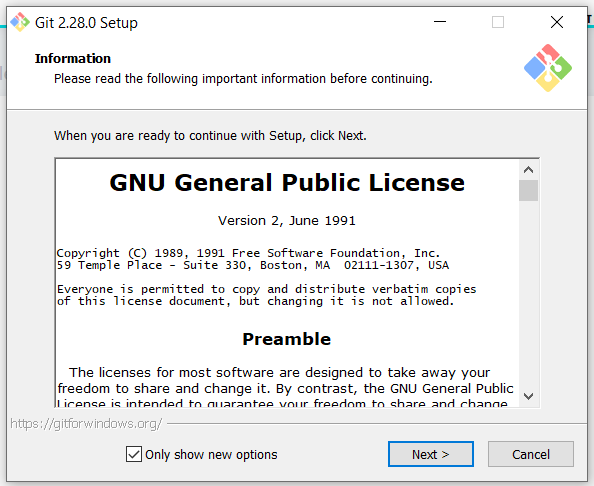 Git 2.28.0 Setup
Information
Please read the following important information before continuing.
When you are ready to continue with Setup, click Next.
GNU General Public License
Version 2, June 1991
Copyright (C) 1989, 1991 Free Software Foundation, Inc.
59 Temple Place - Suite 330, Boston, MA  02111-1307, USA
Everyone is permitted to copy and distribute verbatim copies
of this license document, but changing it is not allowed.
Preamble
The licenses for most software are designed to take away your
freedom to share and change it. By contrast, the GNU General Public
License is intended to guarantee your freedom to share and change
https://gitforwindows.org/
Only show new options
Next >
Cancel